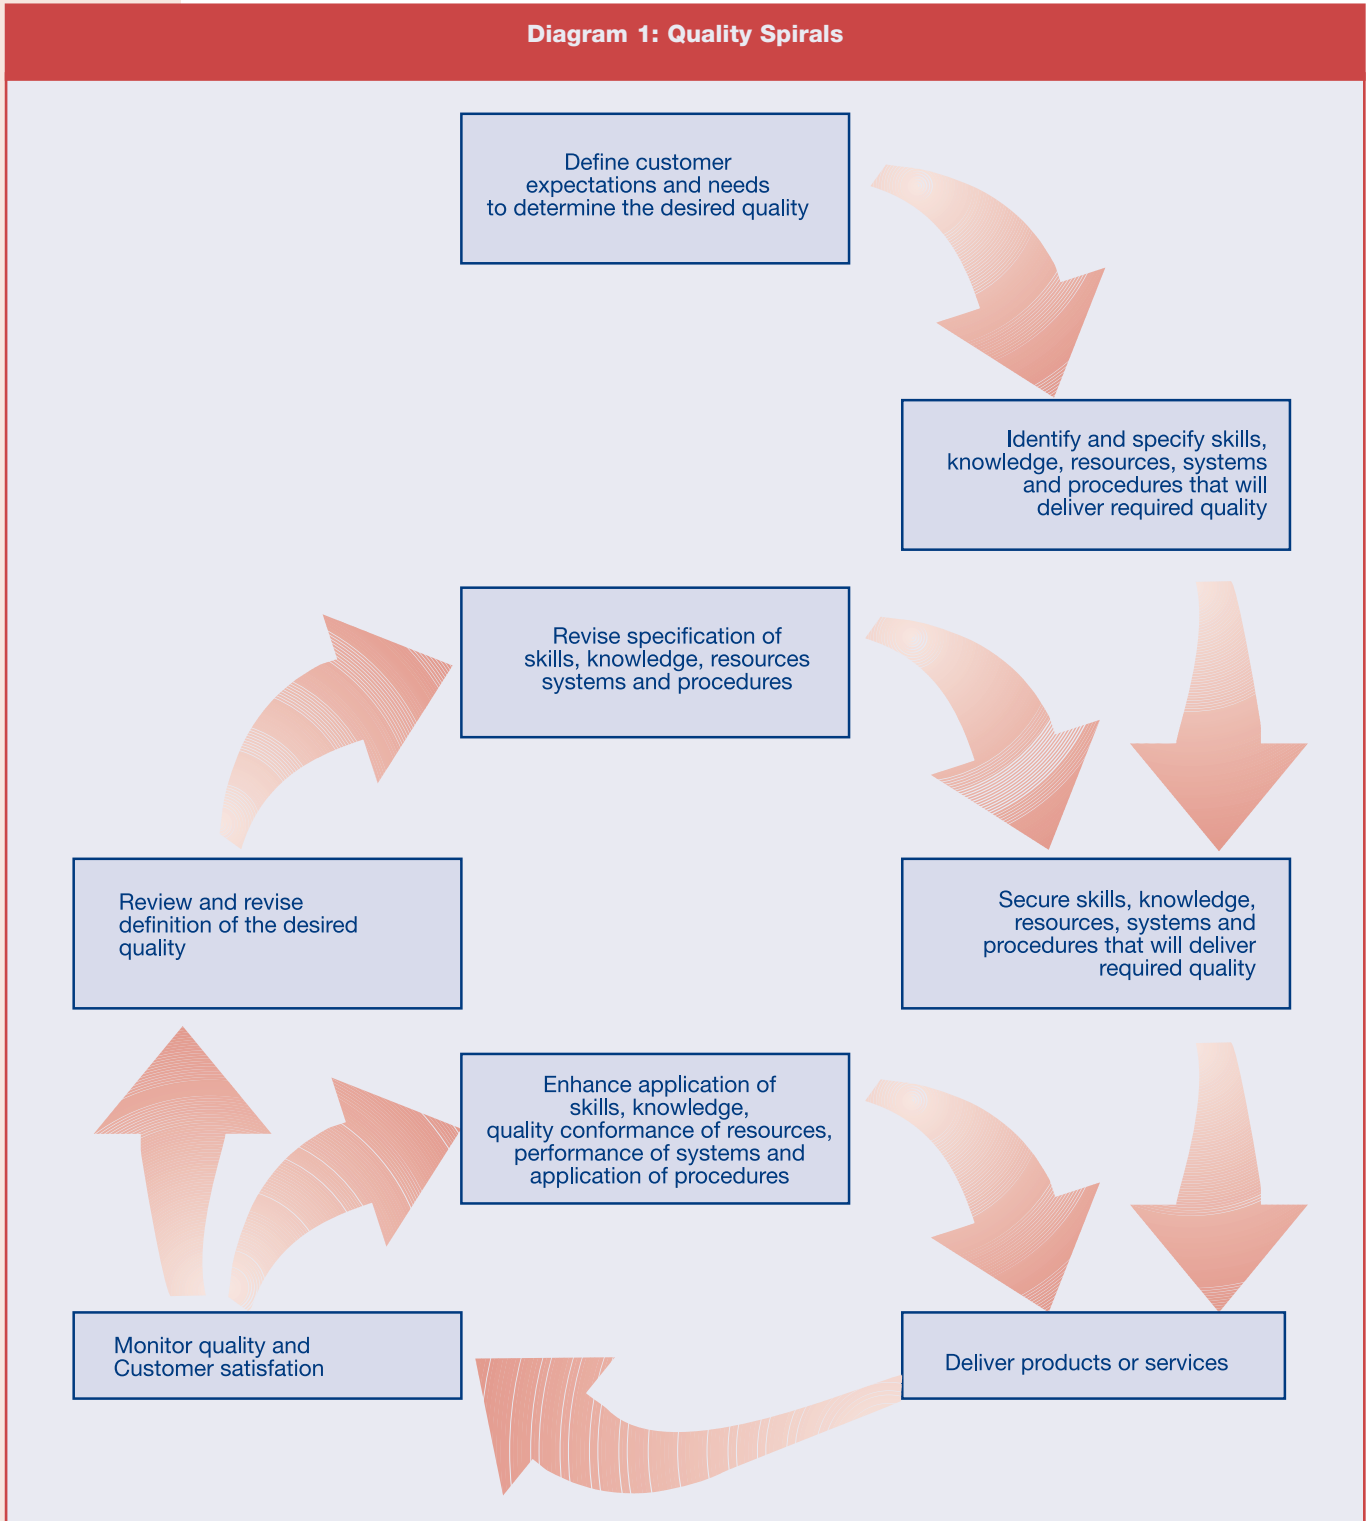 Diagram 1: Quality Spirals
Define customer
expectations and needs
to determine the desired quality
Identify and specify skills,
knowledge, resources, systems
and procedures that will
deliver required quality
Revise specification of
skills, knowledge, resources
systems and procedures
Review and revise
definition of the desired
quality
Secure skills, knowledge,
resources, systems and
procedures that will deliver
required quality
Enhance application of
skills, knowledge,
quality conformance of resources,
performance of systems and
application of procedures
Monitor quality and
Customer satisfation
Deliver products or services